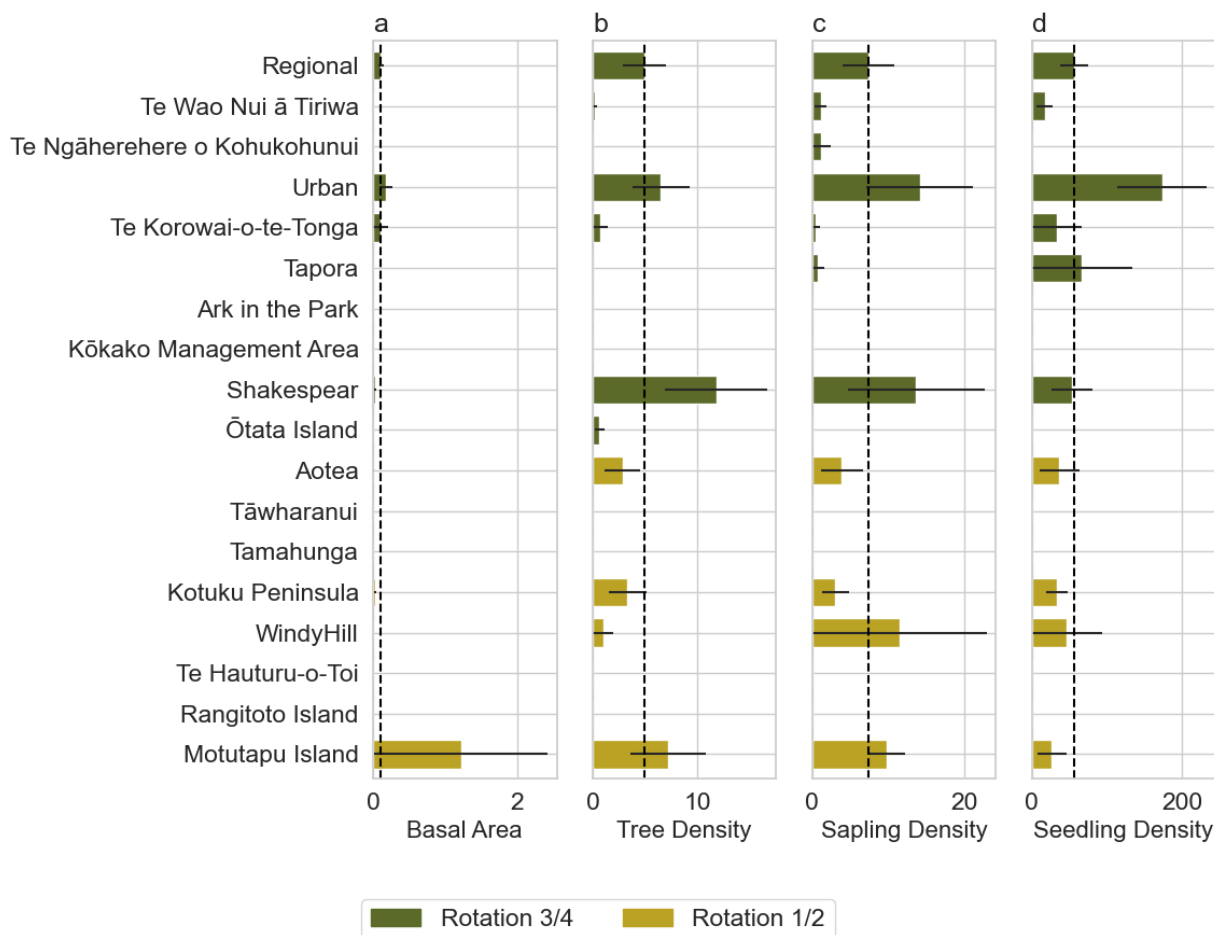 a b c d
Regional
Te Wao Nui ā Tiriwa
Te Ngāherehere o Kohukohunui
Urban
Te Korowai-o-te-Tonga
Tapora
Ark in the Park
Kōkako Management Area
Shakespear
Ōtata Island
Aotea
Tāwharanui
Tamahunga
Kotuku Peninsula
WindyHill
Te Hauturu-o-Toi
Rangitoto Island
Motutapu Island
0 2 0 10 0 20 0 200
Basal Area Tree Density Sapling Density Seedling Density
Rotation 3/4 Rotation 1/2